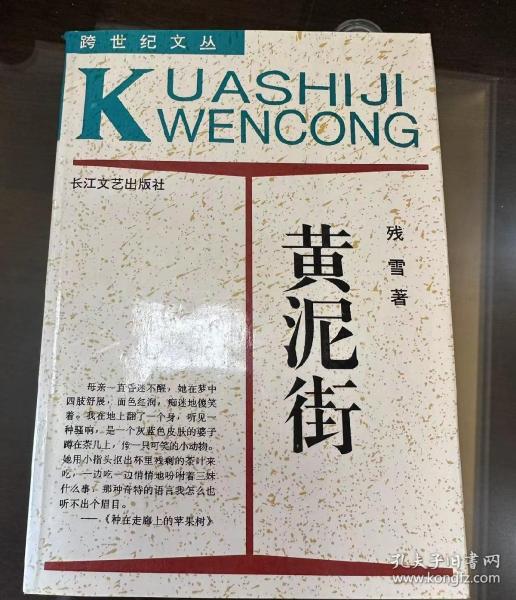 跨世纪文丛
KUASHIJI
WENCONG
长江文艺出版社
残雪著
黄泥街
母亲一直昏迷不醒，她在梦中
四肢舒展，面色红润，痴迷地傻笑
着。我在地上翻了一个身，听见一
种骚响，是一个灰蓝色皮肤的婆子
蹲在茶几上，像一只可笑的小动物。
她用小指头抠出杯里残剩的茶叶来
吃，一边吃一边悄悄地吩咐着三妹
什么事，那种奇特的语言我怎么也
听不出个眉目。
——《种在走廊上的苹果树》
孔夫子旧书网
www.kongfz.com